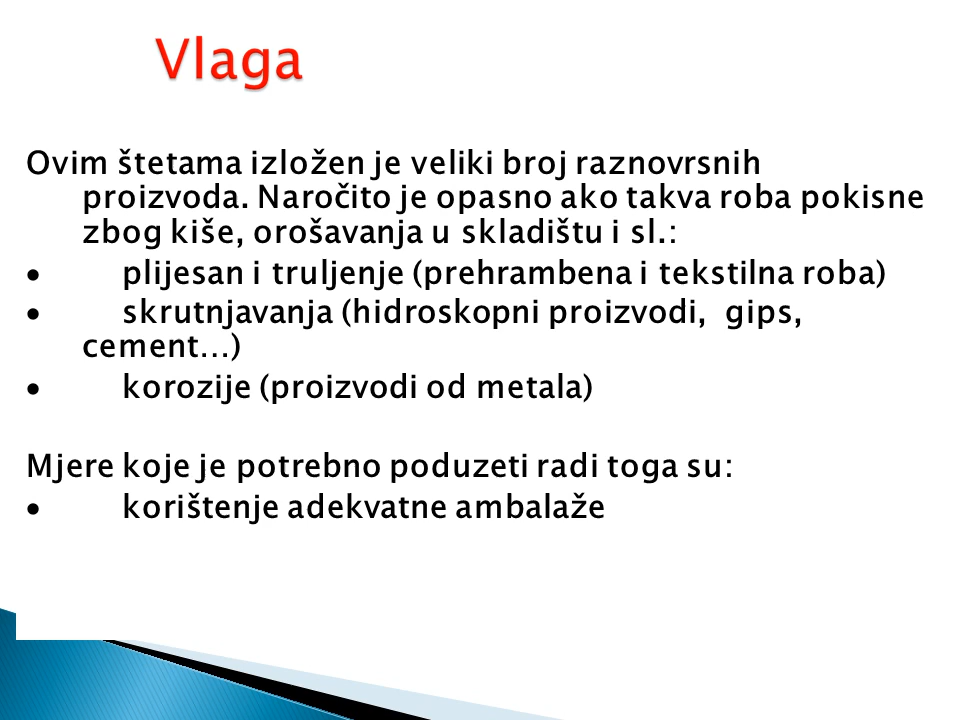 Vlaga
Ovim štetama izložen je veliki broj raznovrsnih
proizvoda. Naročito je opasno ako takva roba pokisne
zbog kiše, orošavanja u skladištu i sl.:
• plijesan i truljenje (prehrambena i tekstilna roba)
• skrutnjavanja (hidroskopni proizvodi, gips,
cement...)
• korozije (proizvodi od metala)
Mjere koje je potrebno poduzeti radi toga su:
• korištenje adekvatne ambalaže